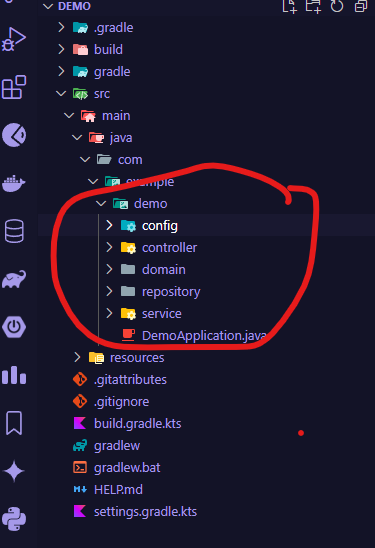 DEMO
.gradle
build
gradle
src
main
java
com
example
demo
config
controller
domain
repository
service
DemoApplication.java
resources
.gitattributes
.gitignore
build.gradle.kts
gradlew
gradlew.bat
HELP.md
settings.gradle.kts